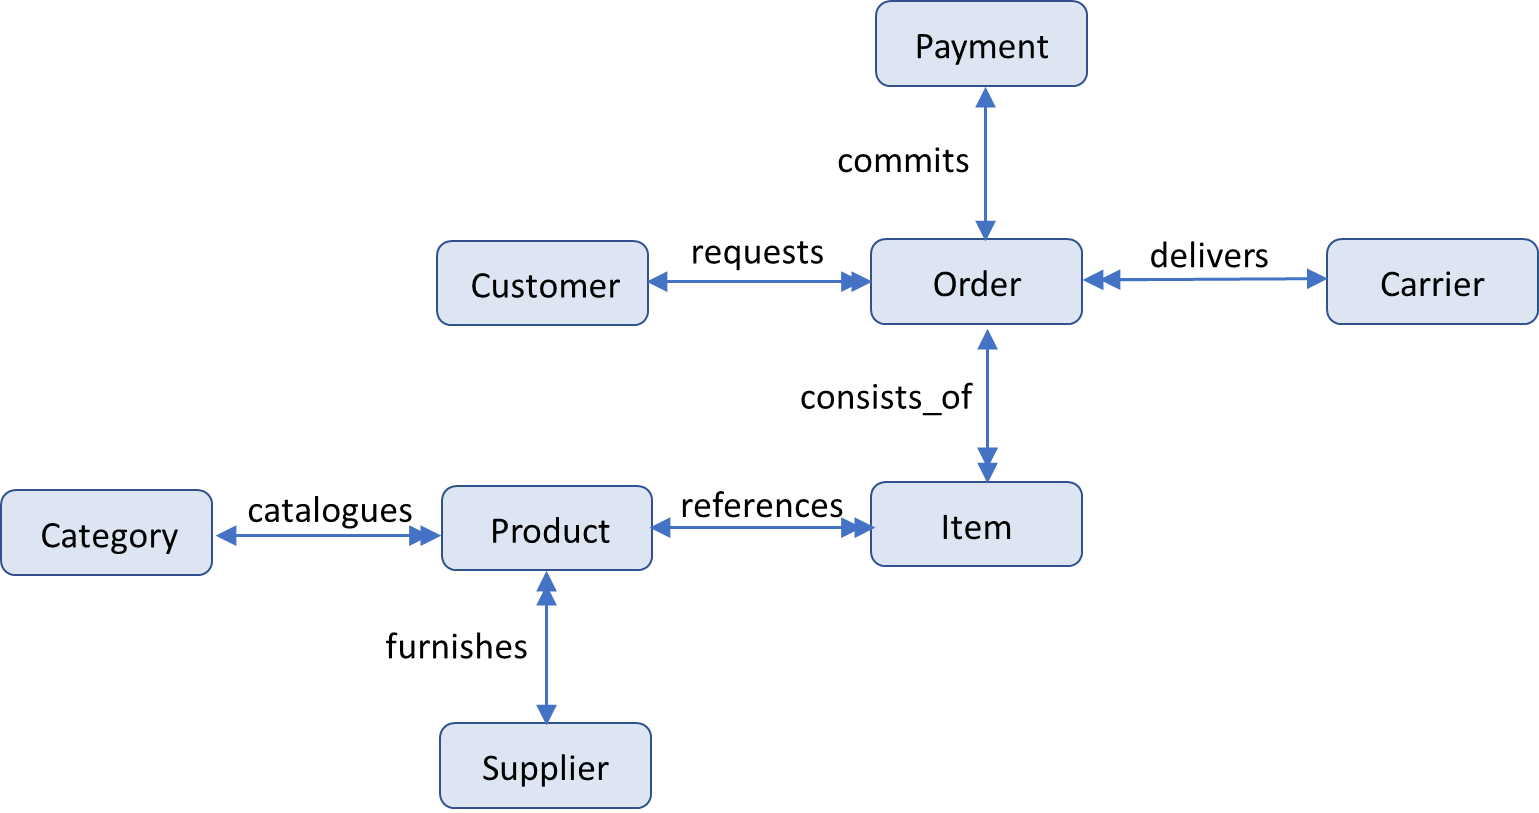 Payment
commits
requests
delivers
Customer
Order
Carrier
consists_of
catalogues
references
Category
Product
Item
furnishes
Supplier